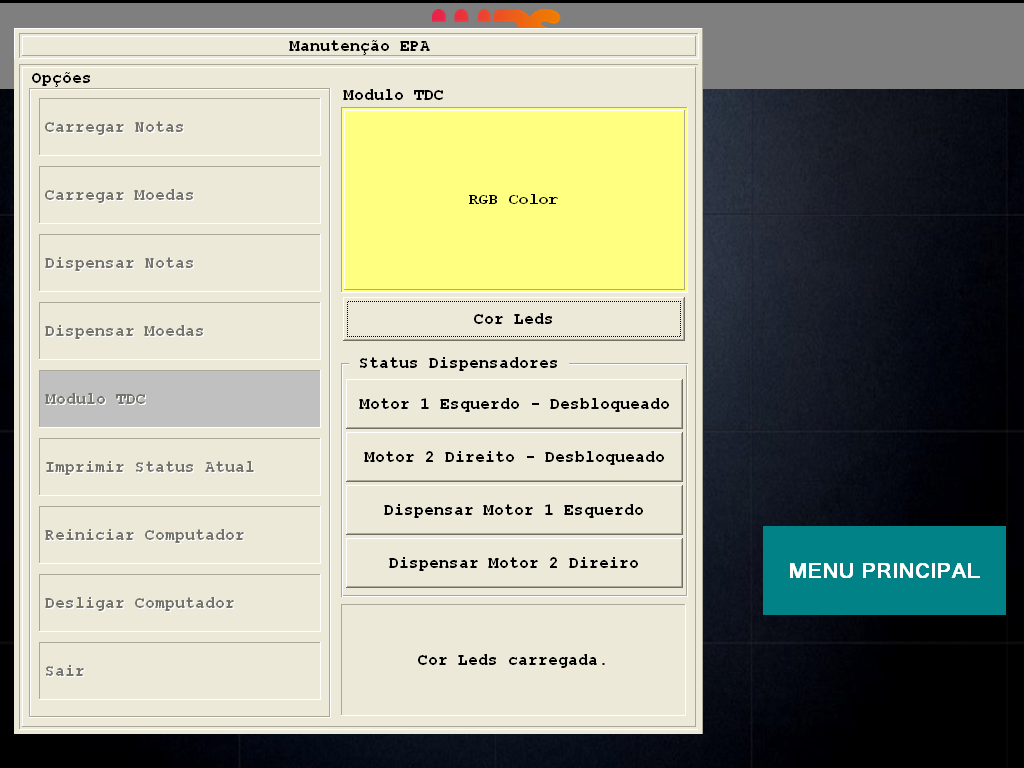 Manutenção EPA
Opções
Carregar Notas
Carregar Moedas
Dispensar Notas
Dispensar Moedas
Modulo TDC
Imprimir Status Atual
Reiniciar Computador
Desligar Computador
Sair
Modulo TDC
RGB Color
Cor Leds
Status Dispensadores
Motor 1 Esquerdo - Desbloqueado
Motor 2 Direito - Desbloqueado
Dispensar Motor 1 Esquerdo
Dispensar Motor 2 Direiro
Cor Leds carregada.
MENU PRINCIPAL